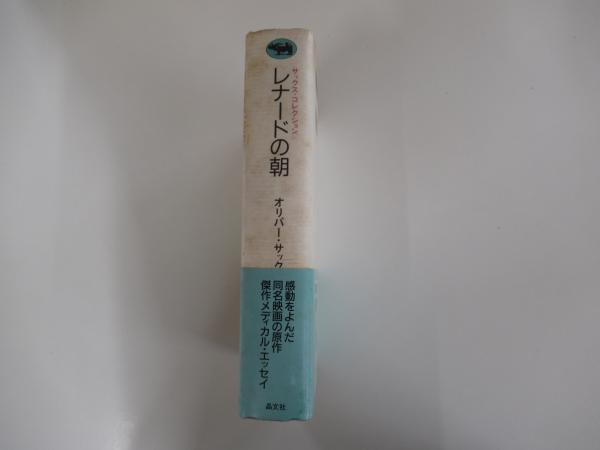 サックス・コレクション
レナードの朝
オリバー・サック
感動をよんだ
同名映画の原作
傑作メディカル・エッセイ
晶文社